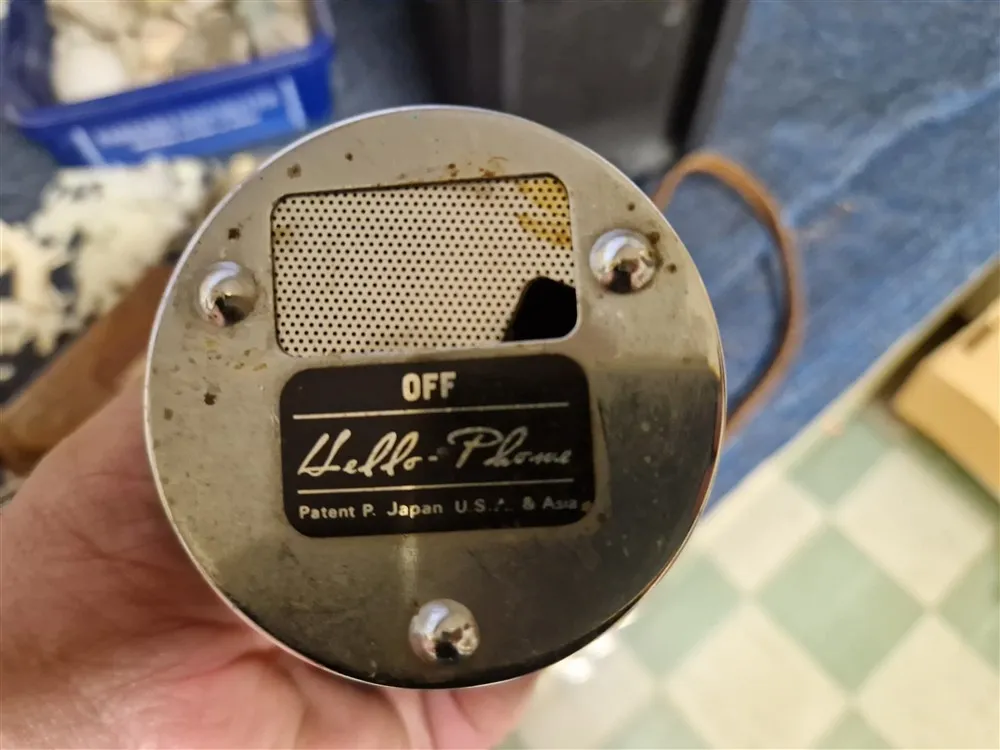 OFF
Hello-Phone
Patent P. Japan U.S.A. & Asia